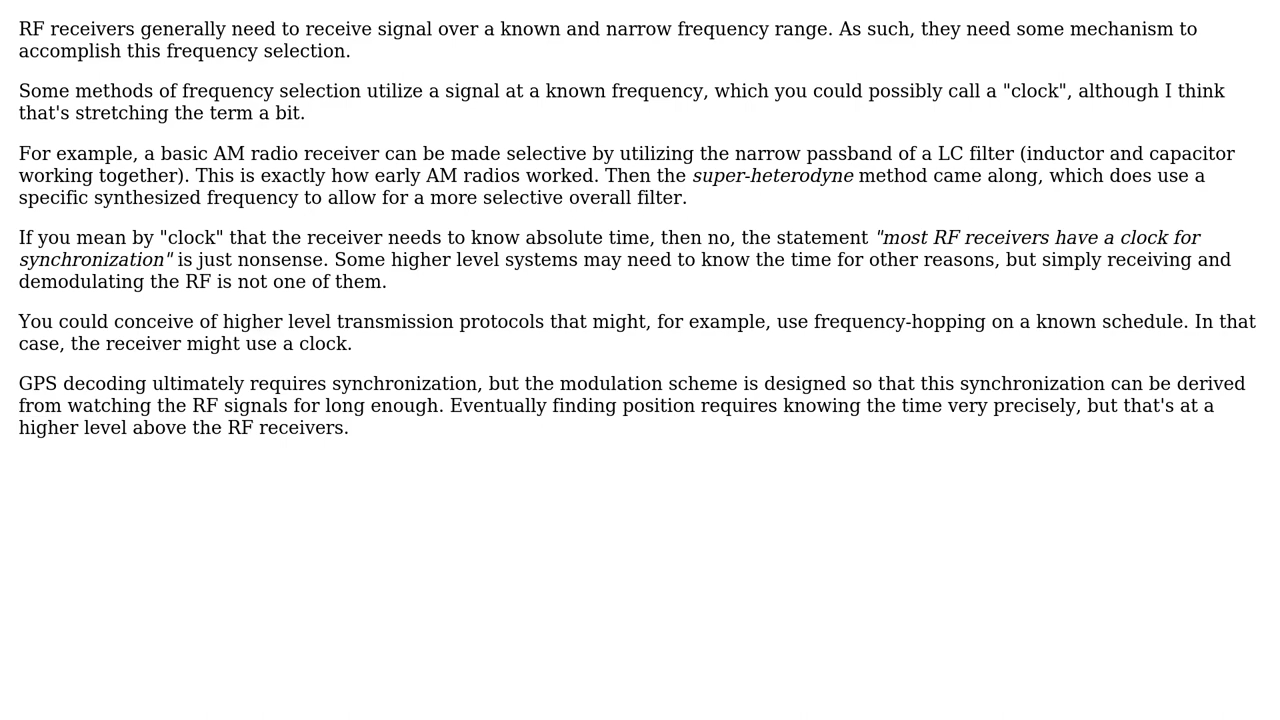 RF receivers generally need to receive signal over a known and narrow frequency range. As such, they need some mechanism to
accomplish this frequency selection.
Some methods of frequency selection utilize a signal at a known frequency, which you could possibly call a "clock", although I think
that's stretching the term a bit.
For example, a basic AM radio receiver can be made selective by utilizing the narrow passband of a LC filter (inductor and capacitor
working together). This is exactly how early AM radios worked. Then the super-heterodyne method came along, which does use a
specific synthesized frequency to allow for a more selective overall filter.
If you mean by "clock" that the receiver needs to know absolute time, then no, the statement "most RF receivers have a clock for
synchronization" is just nonsense. Some higher level systems may need to know the time for other reasons, but simply receiving and
demodulating the RF is not one of them.
You could conceive of higher level transmission protocols that might, for example, use frequency-hopping on a known schedule. In that
case, the receiver might use a clock.
GPS decoding ultimately requires synchronization, but the modulation scheme is designed so that this synchronization can be derived
from watching the RF signals for long enough. Eventually finding position requires knowing the time very precisely, but that's at a
higher level above the RF receivers.